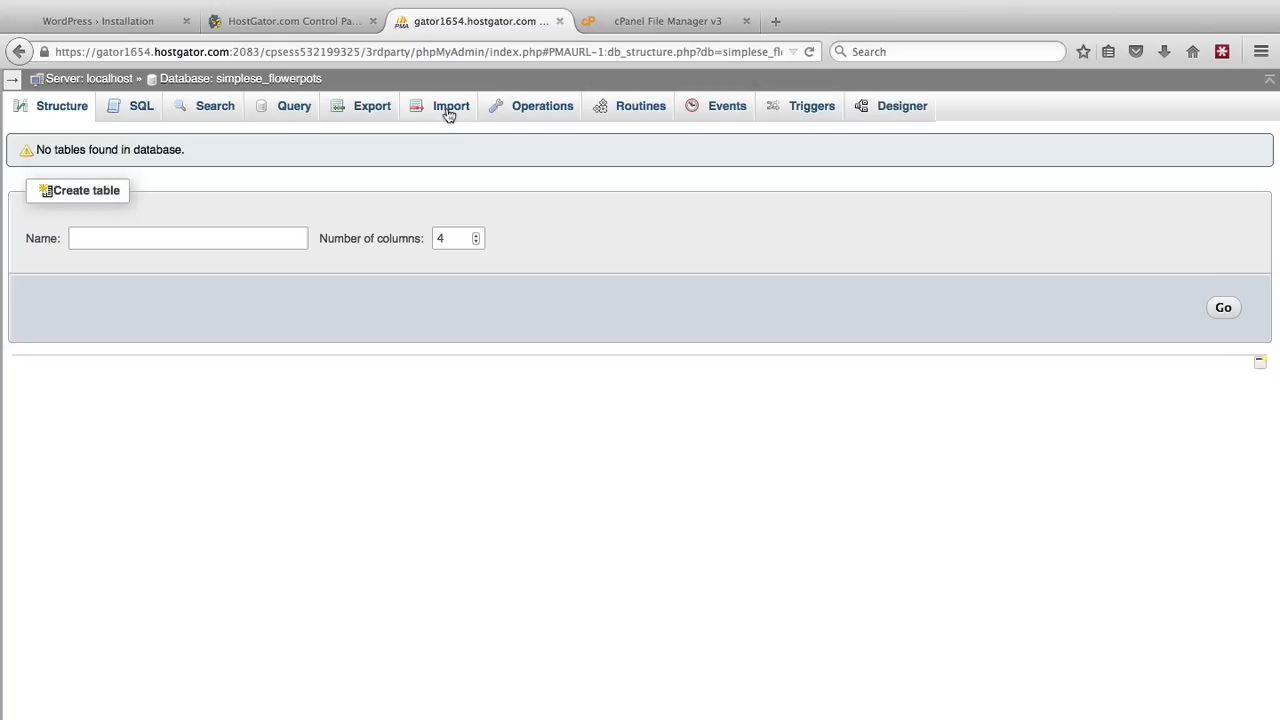 WordPress › Installation
HostGator.com Control Pa...
gator1654.hostgator.com ...
cPanel File Manager v3
https://gator1654.hostgator.com:2083/cpsess532199325/3rdparty/phpMyAdmin/index.php#PMAURL-1:db_structure.php?db=simplese_fl
Search
Server: localhost » Database: simplese_flowerpots
Structure
SQL
Search
Query
Export
Import
Operations
Routines
Events
Triggers
Designer
No tables found in database.
Create table
Name:
Number of columns: 4
Go